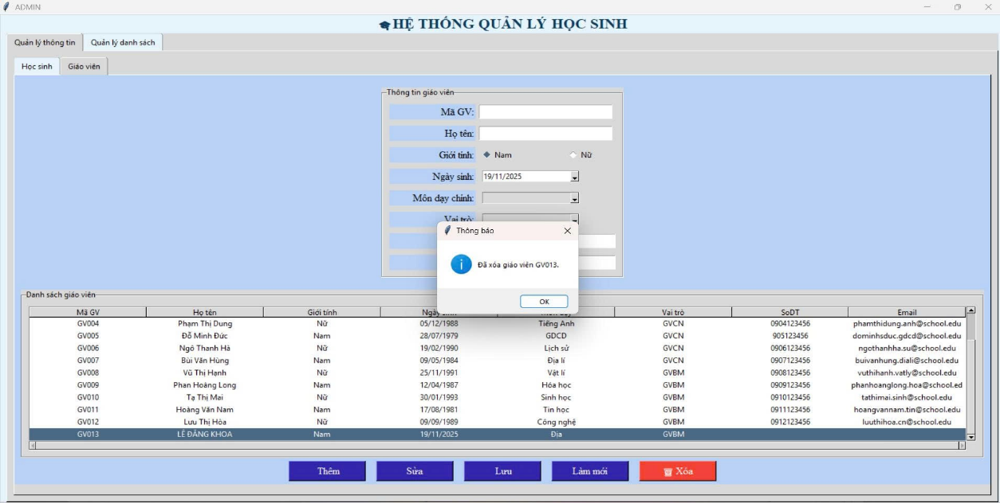 ADMIN
HỆ THỐNG QUẢN LÝ HỌC SINH
Quản lý thông tin Quản lý danh sách
Học sinh Giáo viên
Thông tin giáo viên
Mã GV:
Họ tên:
Giới tính: Nam Nữ
Ngày sinh: 19/11/2025
Môn dạy chính:
Vai trò:
Thông báo
Đã xóa giáo viên GV013.
OK
Danh sách giáo viên
Mã GV Họ tên Giới tính Vai trò SoDT Email
GV004 Phạm Thị Dung Nữ 05/12/1988 Tiếng Anh GVCN 0904123456 phamthidung.anh@school.edu
GV005 Đỗ Minh Đức Nam 28/07/1979 GDCD GVCN 905123456 dominhsduc.gdcd@school.edu
GV006 Ngô Thanh Hà Nữ 19/02/1990 Lịch sử GVCN 0906123456 ngothanhha.su@school.edu
GV007 Bùi Văn Hùng Nam 09/05/1984 Địa lí GVCN 0907123456 buivanhung.diali@school.edu
GV008 Vũ Thị Hạnh Nữ 25/11/1991 Vật lí GVBM 0908123456 vuthihanh.vatly@school.edu
GV009 Phan Hoàng Long Nam 12/04/1987 Hóa học GVBM 0909123456 phanhoanglong.hoa@school.ed
GV010 Tạ Thị Mai Nữ 30/01/1993 Sinh học GVBM 0910123456 tathimai.sinh@school.edu
GV011 Hoàng Văn Nam Nam 17/08/1981 Tin học GVBM 0911123456 hoangvannam.tin@school.edu
GV012 Lưu Thị Hòa Nữ 09/09/1989 Công nghệ GVBM 0912123456 luuthihoa.cn@school.edu
GV013 LÊ ĐĂNG KHOA Nam 19/11/2025 Địa GVBM
Thêm Sửa Lưu Làm mới Xóa